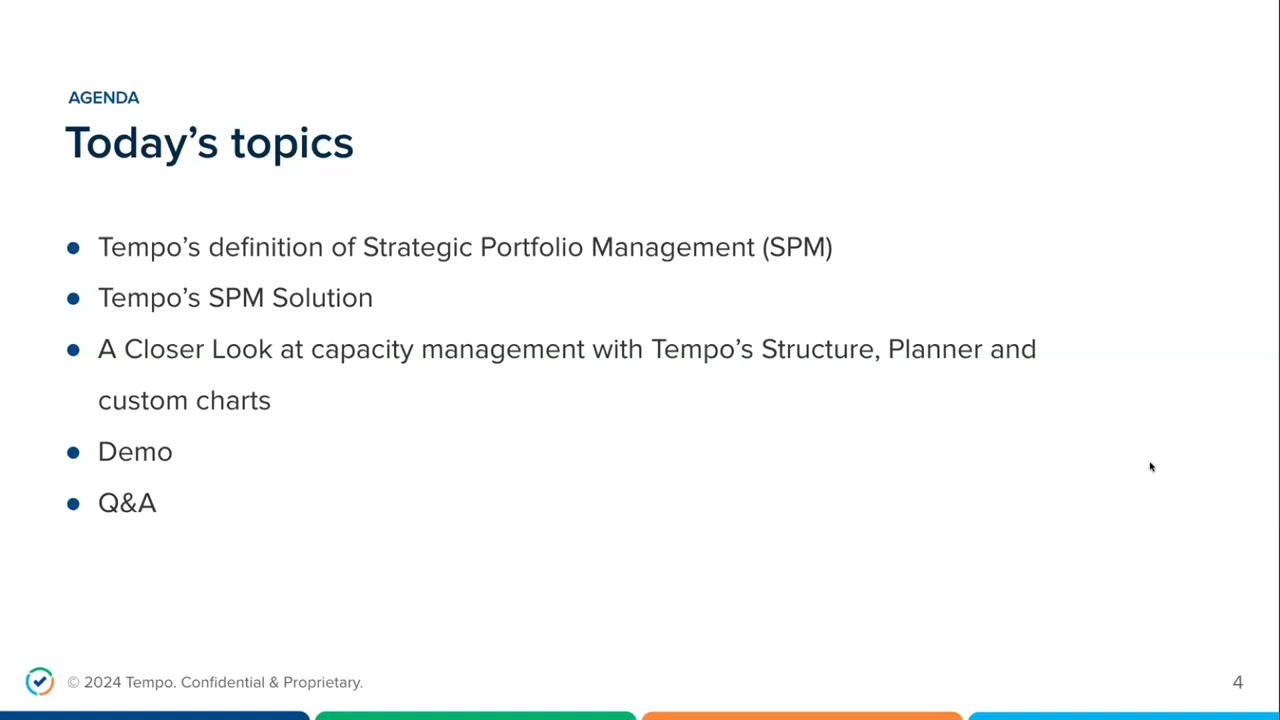 AGENDA
Today’s topics
● Tempo’s definition of Strategic Portfolio Management (SPM)
● Tempo’s SPM Solution
● A Closer Look at capacity management with Tempo’s Structure, Planner and
custom charts
● Demo
● Q&A
© 2024 Tempo. Confidential & Proprietary.
4